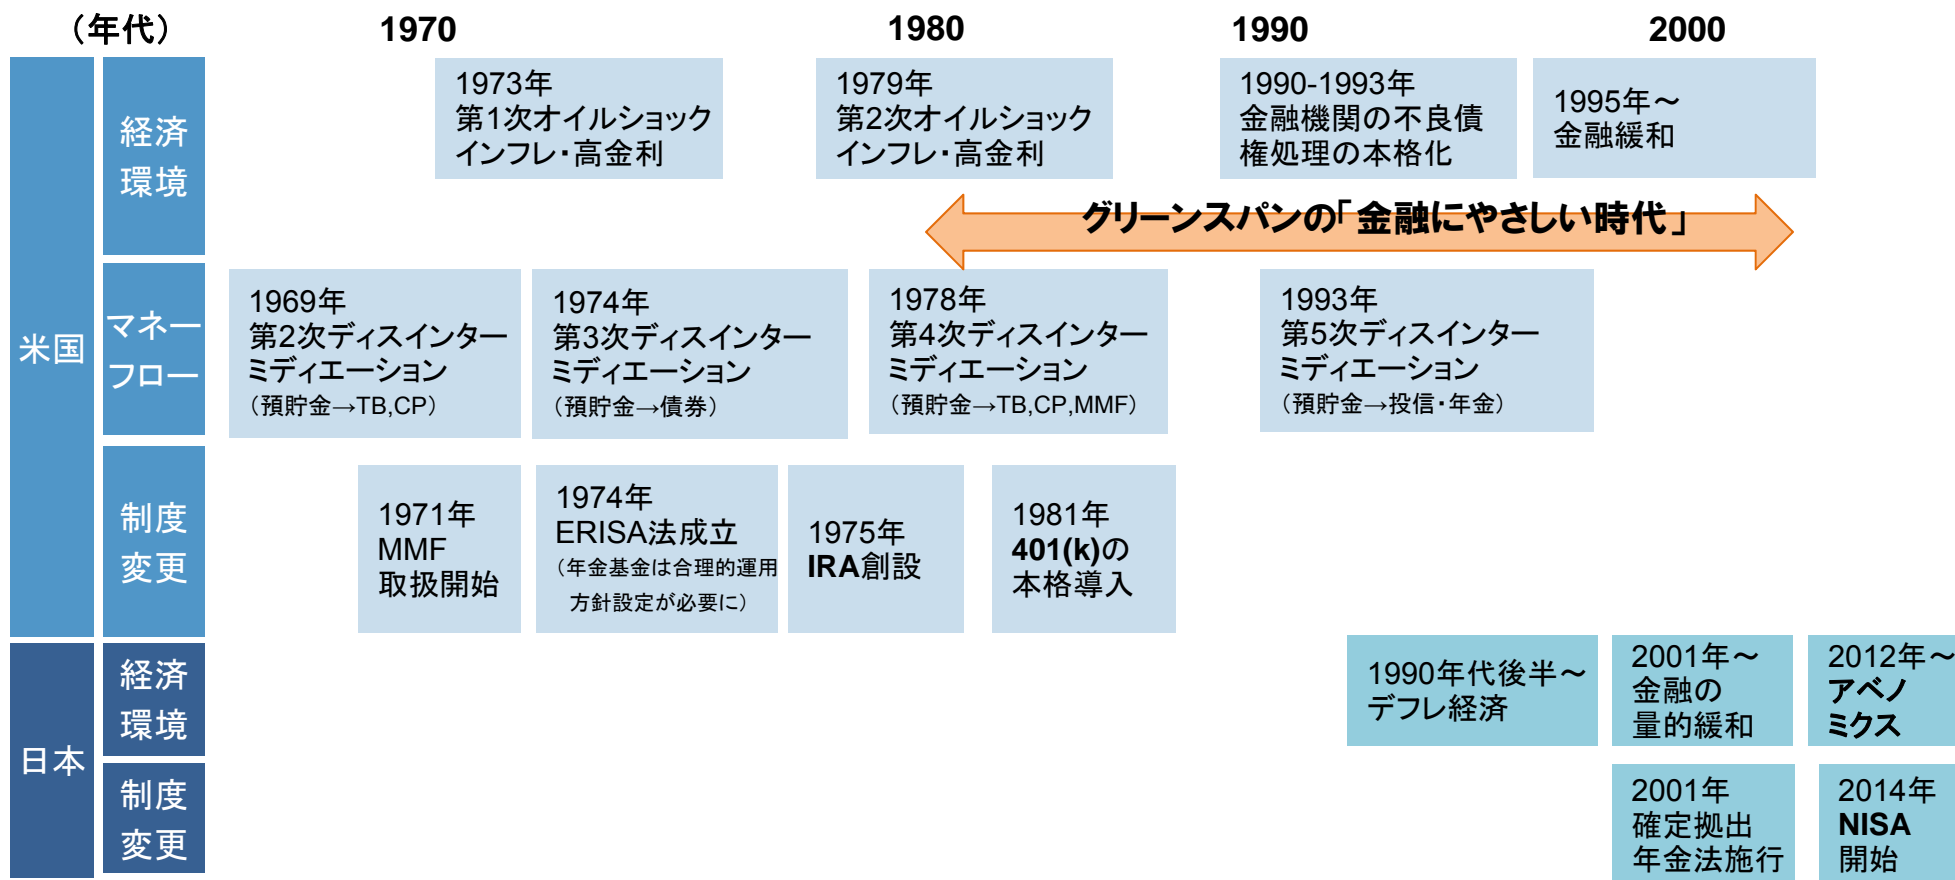 （年代）
1970
1980
1990
2000
米国
経済
環境
1973年
第1次オイルショック
インフレ・高金利
1979年
第2次オイルショック
インフレ・高金利
1990-1993年
金融機関の不良債
権処理の本格化
1995年～
金融緩和
グリーンスパンの「金融にやさしい時代」
マネー
フロー
1969年
第2次ディスインター
ミディエーション
（預貯金→TB,CP）
1974年
第3次ディスインター
ミディエーション
（預貯金→債券）
1978年
第4次ディスインター
ミディエーション
（預貯金→TB,CP,MMF）
1993年
第5次ディスインター
ミディエーション
（預貯金→投信・年金）
制度
変更
1971年
MMF
取扱開始
1974年
ERISA法成立
（年金基金は合理的運用
方針設定が必要に）
1975年
IRA創設
1981年
401(k)の
本格導入
日本
経済
環境
1990年代後半～
デフレ経済
2001年～
金融の
量的緩和
2012年～
アベノ
ミクス
制度
変更
2001年
確定拠出
年金法施行
2014年
NISA
開始